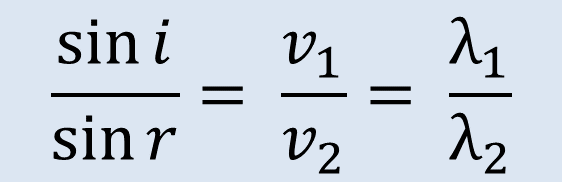 sin i / sin r = v₁ / v₂ = λ₁ / λ₂